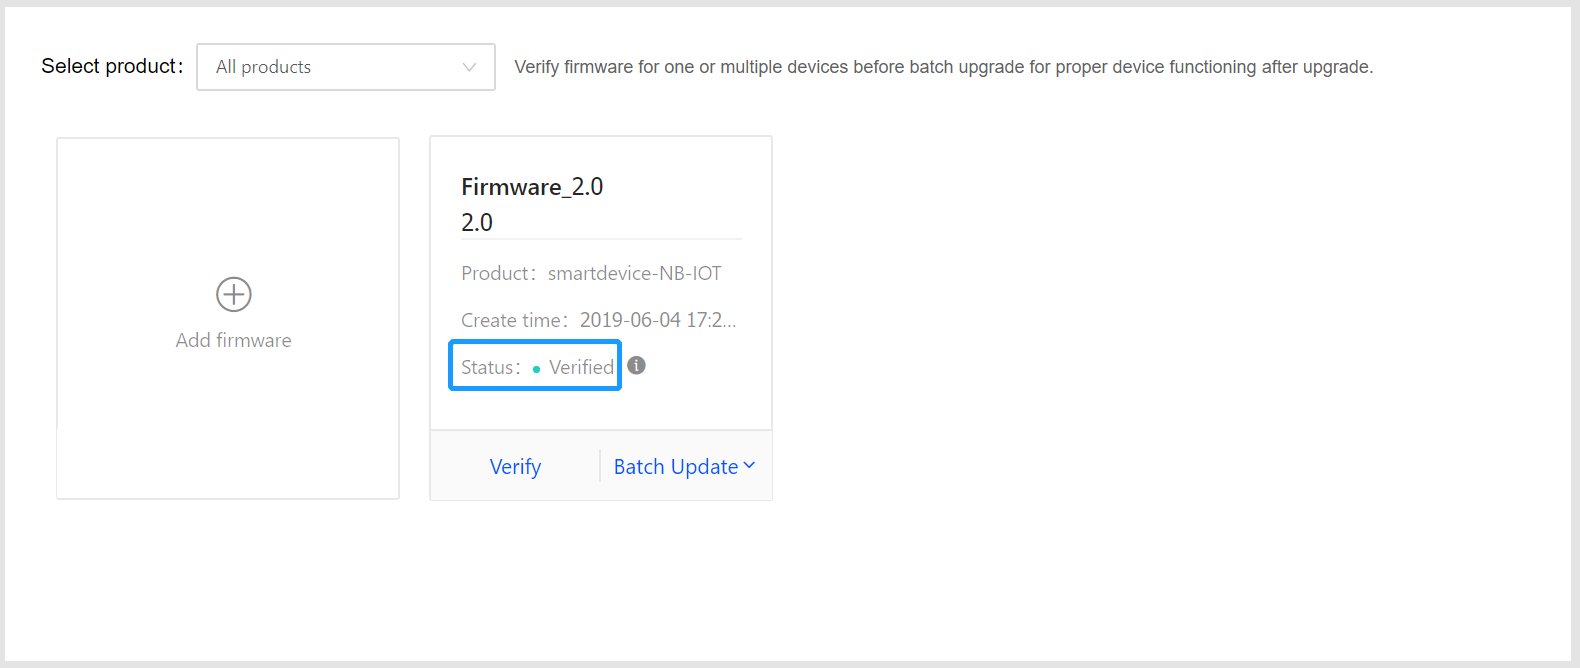 Select product: All products Verify firmware for one or multiple devices before batch upgrade for proper device functioning after upgrade.
Add firmware
Firmware_2.0
2.0
Product: smartdevice-NB-IOT
Create time: 2019-06-04 17:2...
Status: Verified
Verify Batch Update